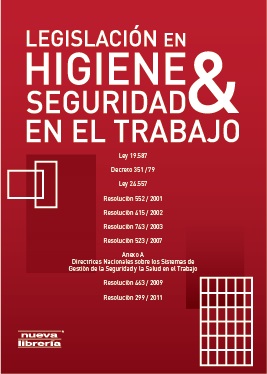 LEGISLACIÓN EN
HIGIENE &
SEGURIDAD
EN EL TRABAJO
Ley 19.587
Decreto 351/79
Ley 24.557
Resolución 552 / 2001
Resolución 415 / 2002
Resolución 743 / 2003
Resolución 523 / 2007
Anexo A
Directrices Nacionales sobre los Sistemas de
Gestión de la Seguridad y la Salud en el Trabajo
Resolución 463 / 2009
Resolución 299 / 2011
nueva
librería